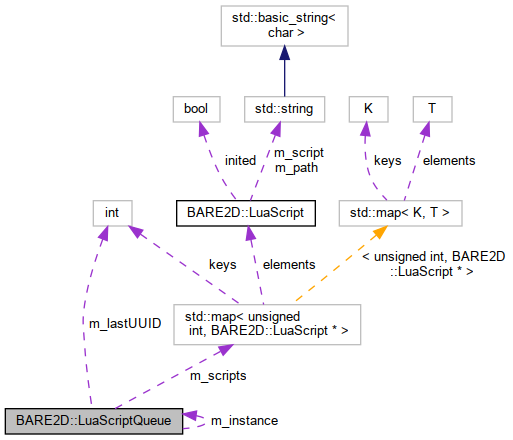 std::basic_string<
char >
bool
std::string
K
T
inited
m_script
m_path
keys
elements
int
BARE2D::LuaScript
std::map< K, T >
keys
elements
< unsigned int, BARE2D
::LuaScript * >
m_lastUUID
std::map< unsigned
int, BARE2D::LuaScript * >
m_scripts
BARE2D::LuaScriptQueue
m_instance